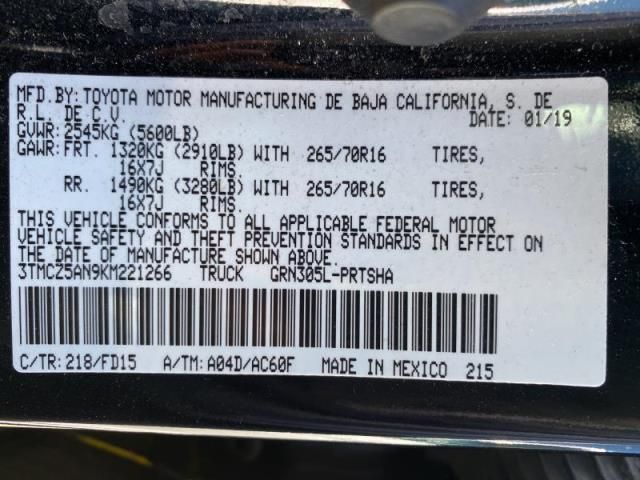 MFD.BY:TOYOTA MOTOR MANUFACTURING DE BAJA CALIFORNIA, S. DE
R.L. DE C.V. DATE: 01/19
GVWR:2545KG (5600LB)
GAWR:FRT. 1320KG (2910LB) WITH 265/70R16 TIRES,
16X7J RIMS.
RR. 1490KG (3280LB) WITH 265/70R16 TIRES,
16X7J RIMS.
THIS VEHICLE CONFORMS TO ALL APPLICABLE FEDERAL MOTOR
VEHICLE SAFETY AND THEFT PREVENTION STANDARDS IN EFFECT ON
THE DATE OF MANUFACTURE SHOWN ABOVE.
3TMCZ5AN9KM221266 TRUCK GRN305L-PRTSHA
C/TR:218/FD15 A/TM:A04D/AC60F MADE IN MEXICO 215